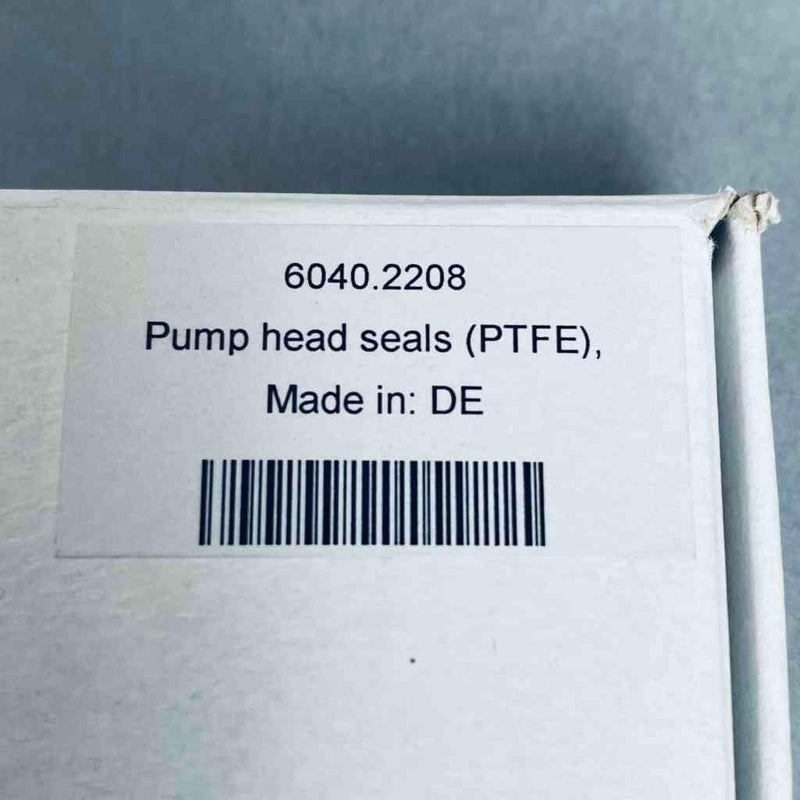 6040.2208
Pump head seals (PTFE),
Made in: DE